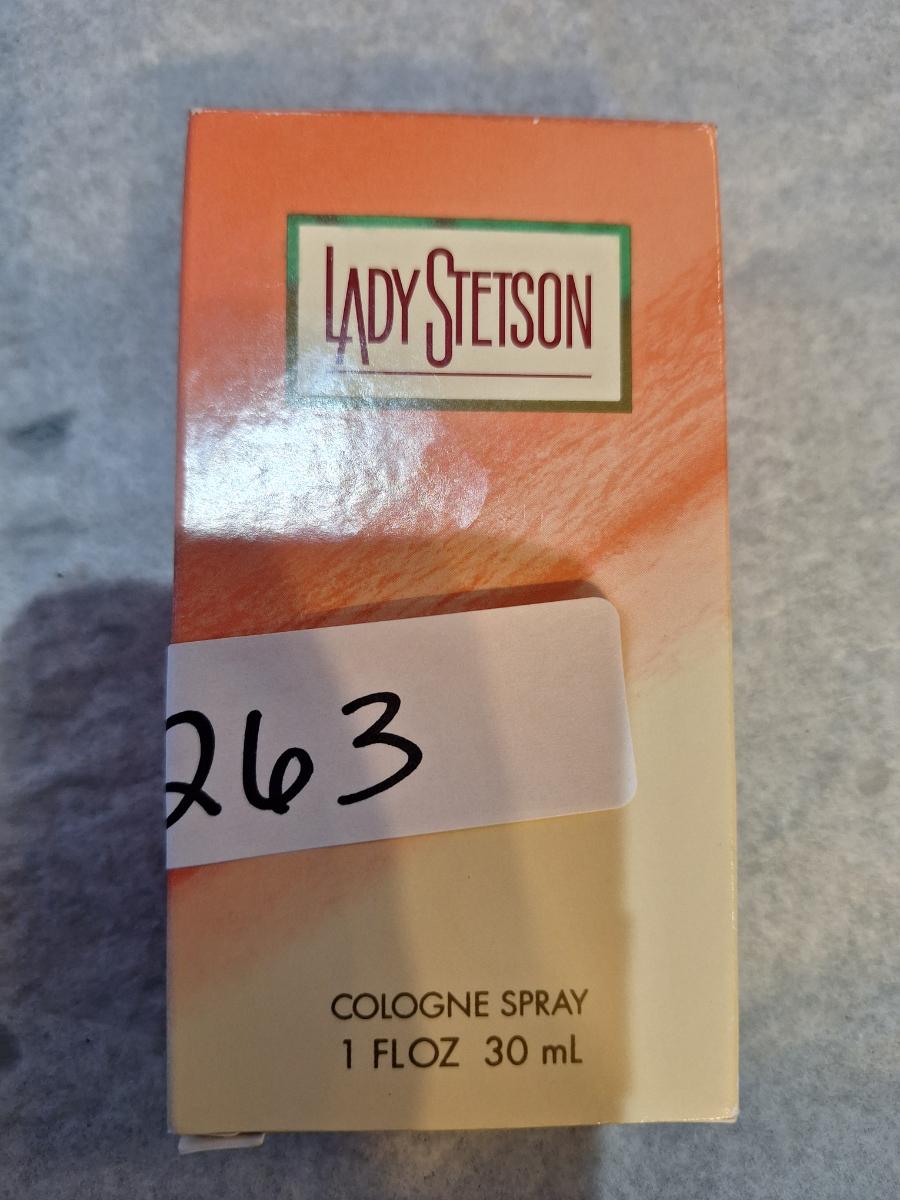 LADY STETSON
263
COLOGNE SPRAY
1 FLOZ 30 mL